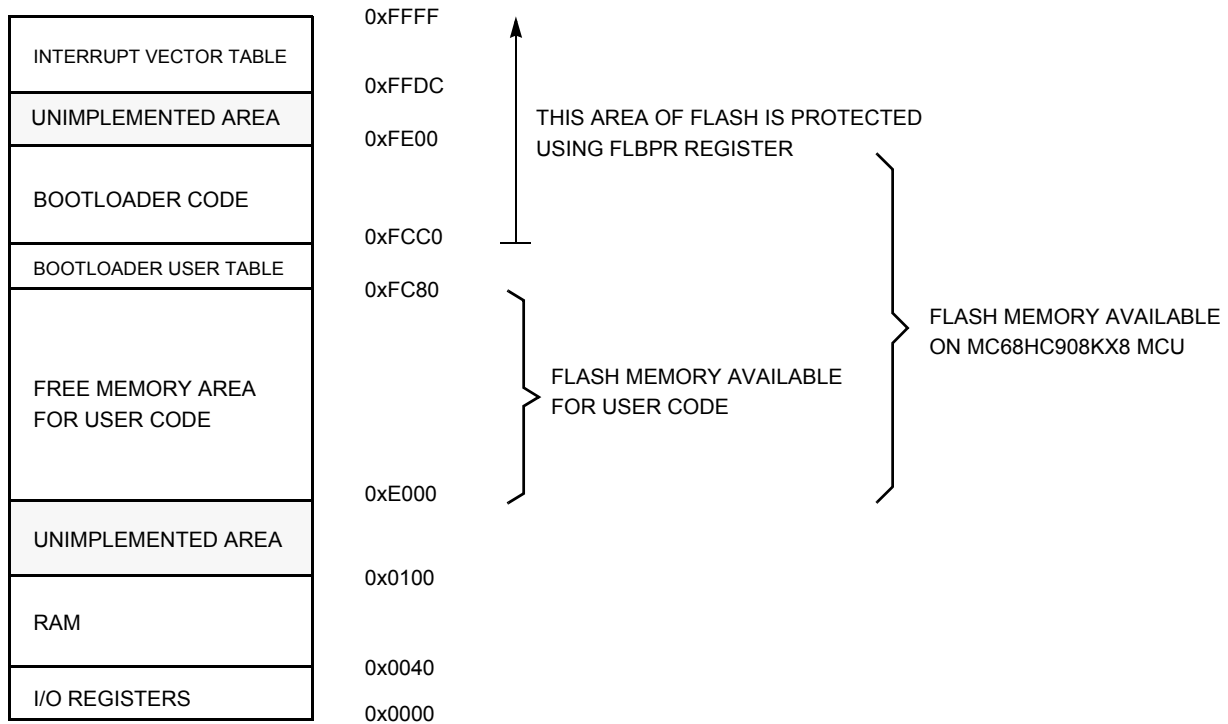 0xFFFF
INTERRUPT VECTOR TABLE
0xFFDC
UNIMPLEMENTED AREA
0xFE00
THIS AREA OF FLASH IS PROTECTED
USING FLBPR REGISTER
BOOTLOADER CODE
0xFCC0
BOOTLOADER USER TABLE
0xFC80
FLASH MEMORY AVAILABLE
ON MC68HC908KX8 MCU
FREE MEMORY AREA
FOR USER CODE
FLASH MEMORY AVAILABLE
FOR USER CODE
0xE000
UNIMPLEMENTED AREA
0x0100
RAM
0x0040
I/O REGISTERS
0x0000